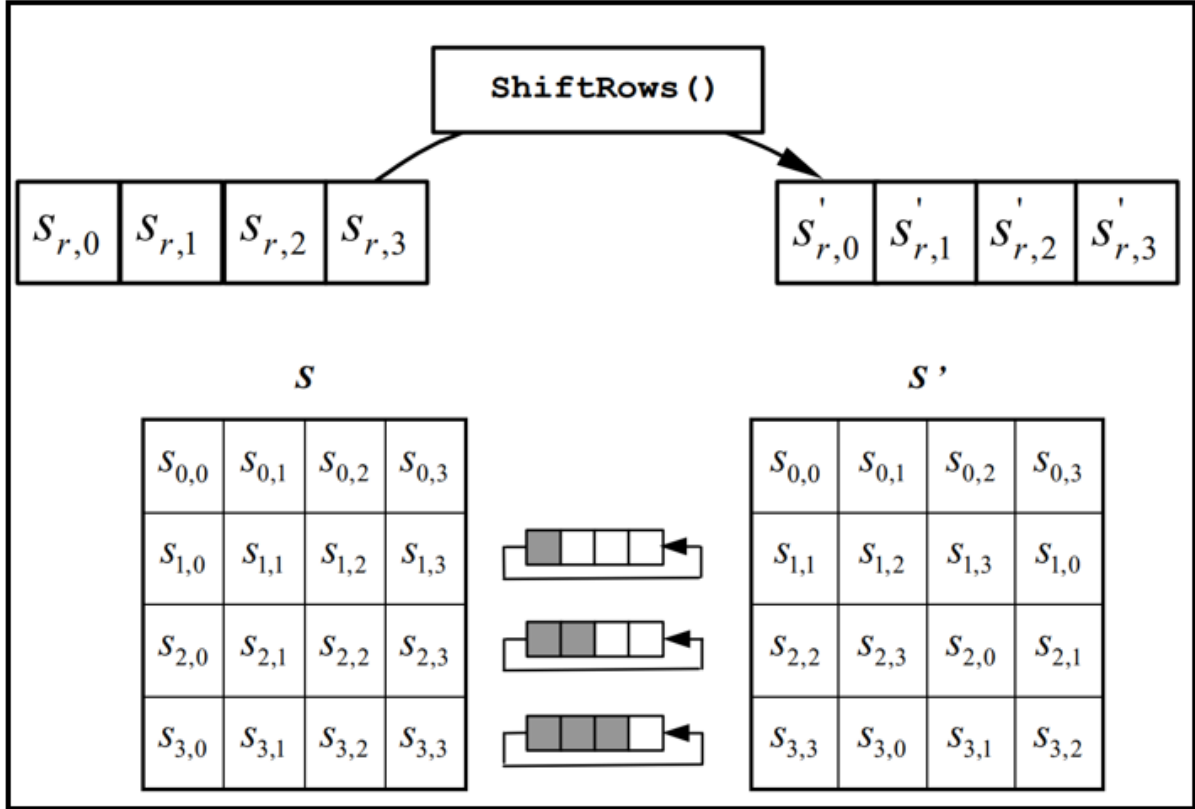 ShiftRows()
S_{r,0} S_{r,1} S_{r,2} S_{r,3} S'_{r,0} S'_{r,1} S'_{r,2} S'_{r,3}
S S'
S_{0,0} S_{0,1} S_{0,2} S_{0,3} S_{0,0} S_{0,1} S_{0,2} S_{0,3}
S_{1,0} S_{1,1} S_{1,2} S_{1,3} S_{1,1} S_{1,2} S_{1,3} S_{1,0}
S_{2,0} S_{2,1} S_{2,2} S_{2,3} S_{2,2} S_{2,3} S_{2,0} S_{2,1}
S_{3,0} S_{3,1} S_{3,2} S_{3,3} S_{3,3} S_{3,0} S_{3,1} S_{3,2}